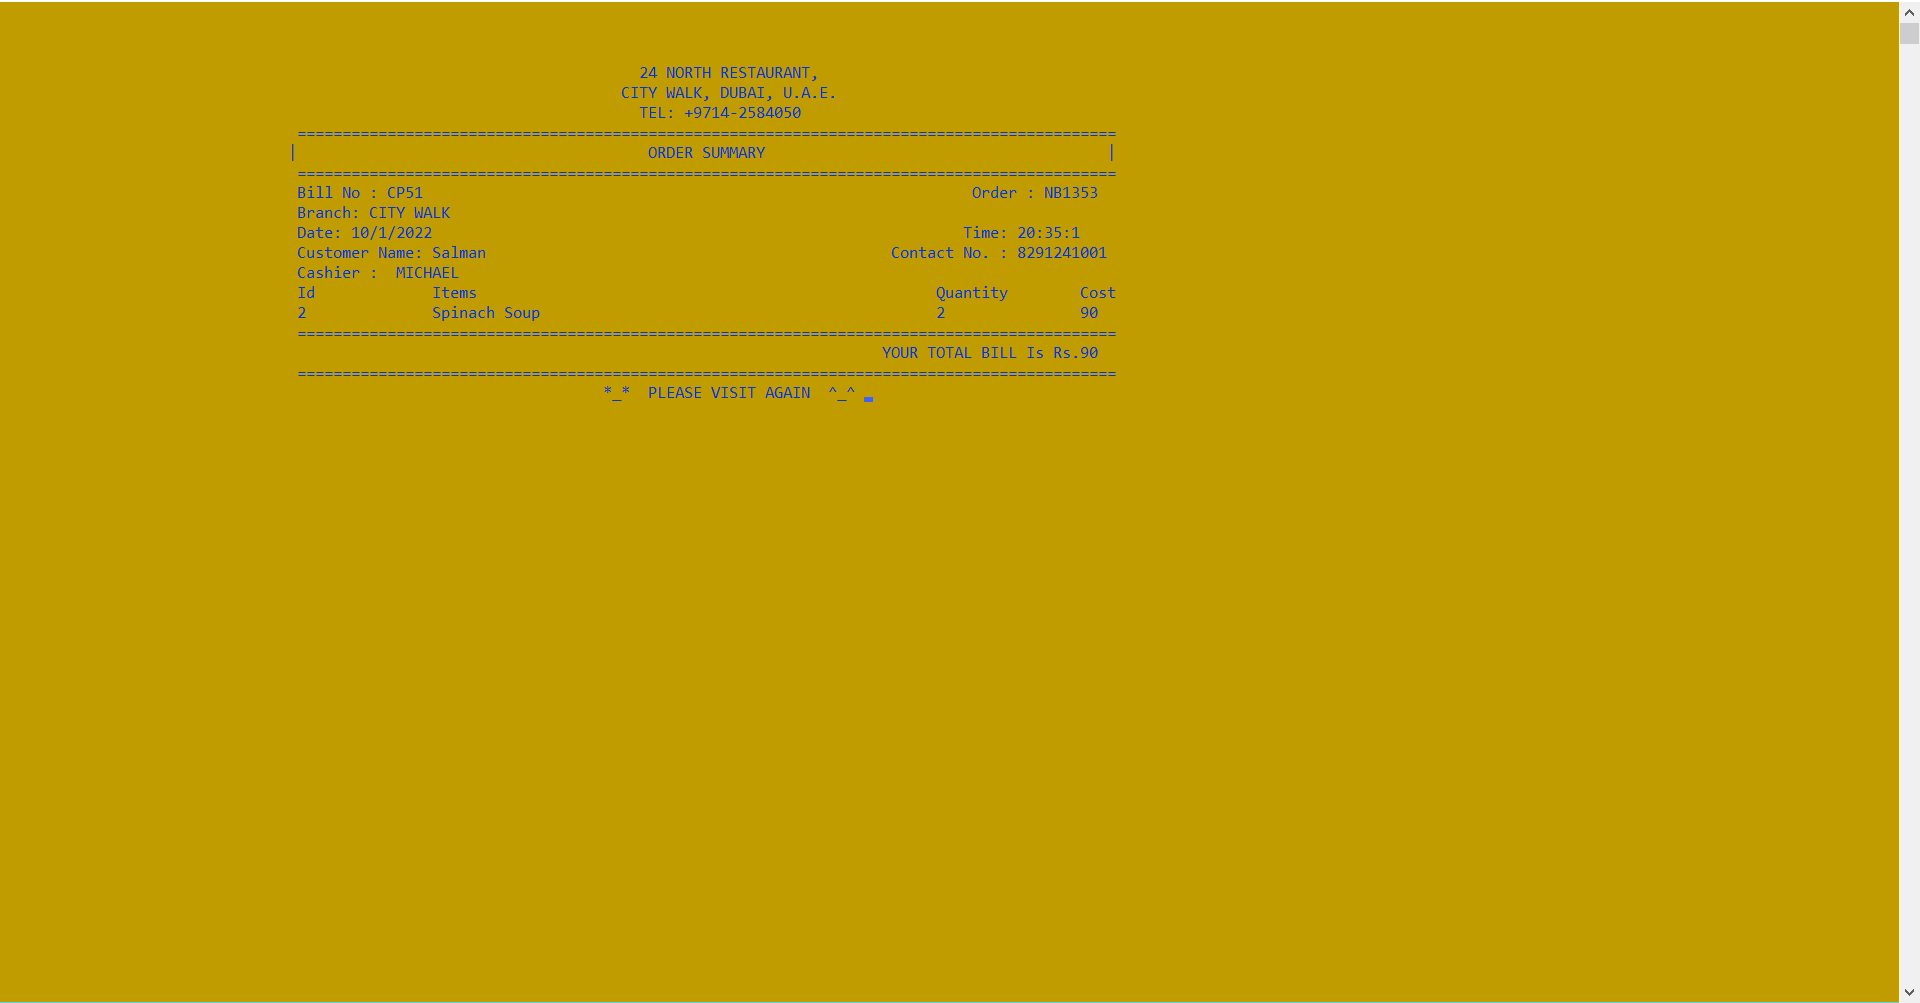 24 NORTH RESTAURANT,
CITY WALK, DUBAI, U.A.E.
TEL: +9714-2584050
===========================================================================================
|                                       ORDER SUMMARY                                      |
===========================================================================================
Bill No : CP51                                                             Order : NB1353
Branch: CITY WALK
Date: 10/1/2022                                                           Time: 20:35:1
Customer Name: Salman                                             Contact No. : 8291241001
Cashier :  MICHAEL
Id             Items                                                   Quantity        Cost
2              Spinach Soup                                            2               90
===========================================================================================
YOUR TOTAL BILL Is Rs.90
===========================================================================================
*_*  PLEASE VISIT AGAIN  ^_^